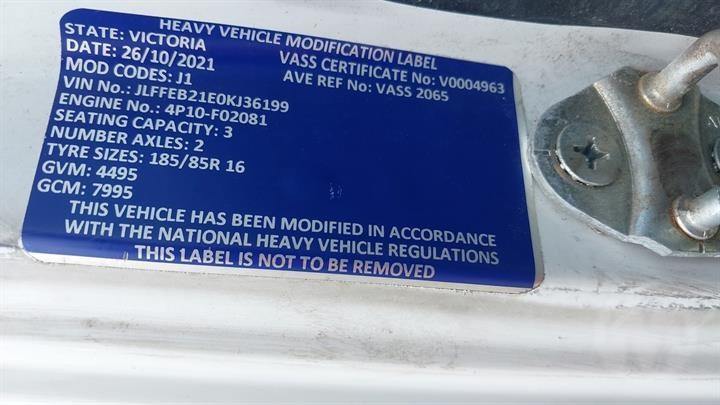 HEAVY VEHICLE MODIFICATION LABEL
STATE: VICTORIA
DATE: 26/10/2021 VASS CERTIFICATE No: V0004963
MOD CODES: J1 AVE REF No: VASS 2065
VIN No.: JLFFEB21E0KJ36199
ENGINE No.: 4P10-F02081
SEATING CAPACITY: 3
NUMBER AXLES: 2
TYRE SIZES: 185/85R 16
GVM: 4495
GCM: 7995
THIS VEHICLE HAS BEEN MODIFIED IN ACCORDANCE
WITH THE NATIONAL HEAVY VEHICLE REGULATIONS
THIS LABEL IS NOT TO BE REMOVED